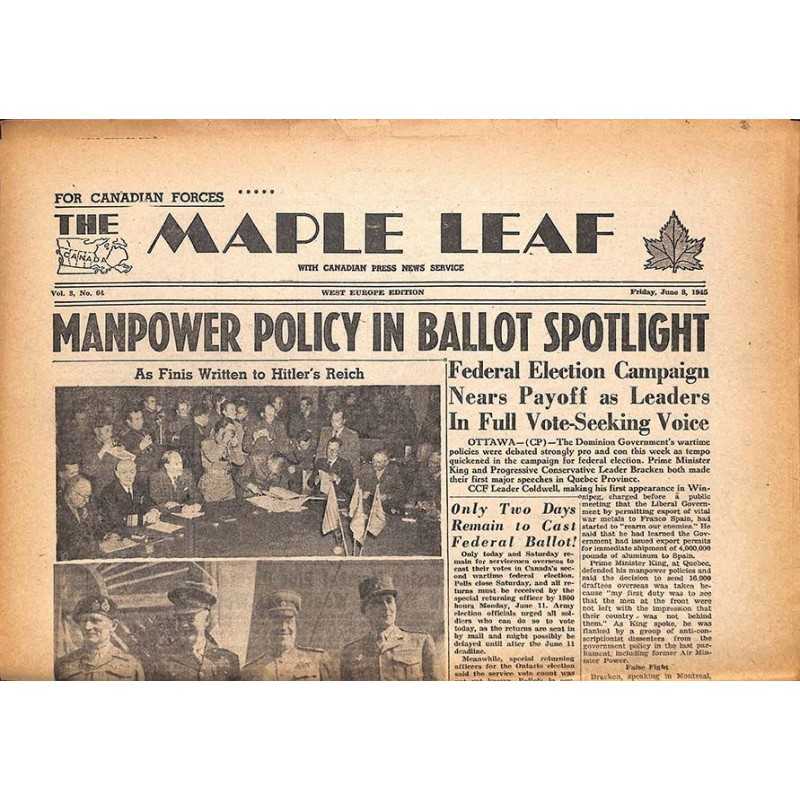 FOR CANADIAN FORCES
THE MAPLE LEAF
CANADA
WITH CANADIAN PRESS NEWS SERVICE
Vol. 3, No. 64
WEST EUROPE EDITION
Friday, June 8, 1945
MANPOWER POLICY IN BALLOT SPOTLIGHT
As Finis Written to Hitler's Reich
Federal Election Campaign
Nears Payoff as Leaders
In Full Vote-Seeking Voice
OTTAWA—(CP)—The Dominion Government's wartime
policies were debated strongly pro and con this week as tempo
quickened in the campaign for federal election. Prime Minister
King and Progressive Conservative Leader Bracken both made
their first major speeches in Quebec Province.
CCF Leader Coldwell, making his first appearance in Win-
nipeg, charged before a public
meeting that the Liberal Govern-
ment by permitting export of vital
war metals to Franco Spain, had
started to "rearm our enemies." He
said that he had learned the Gov-
ernment had issued export permits
for immediate shipment of 4,000,000
pounds of aluminum to Spain.
Prime Minister King, at Quebec,
defended his manpower policies and
said the decision to send 16,000
draftees overseas was taken be-
cause "my first duty was to see
that the men at the front were
not left with the impression that
their country was not behind
them." As King spoke, he was
flanked by a group of anti-con-
scriptionist dissenters from the
government policy in the last par-
liament, including former Air Min-
ister Power.
False Fight
Bracken, speaking in Montreal,
Only Two Days
Remain to Cast
Federal Ballot!
Only today and Saturday re-
main for servicemen overseas to
cast their votes in Canada's sec-
ond wartime federal election.
Polls close Saturday, and all re-
turns must be received by the
special returning officer by 1800
hours Monday, June 11. Army
election officials urged all sol-
diers who can do so to vote
today, as the returns are sent in
by mail and might possibly be
delayed until after the June 11
deadline.
Meanwhile, special returning
officers for the Ontario election
said the service vote count was